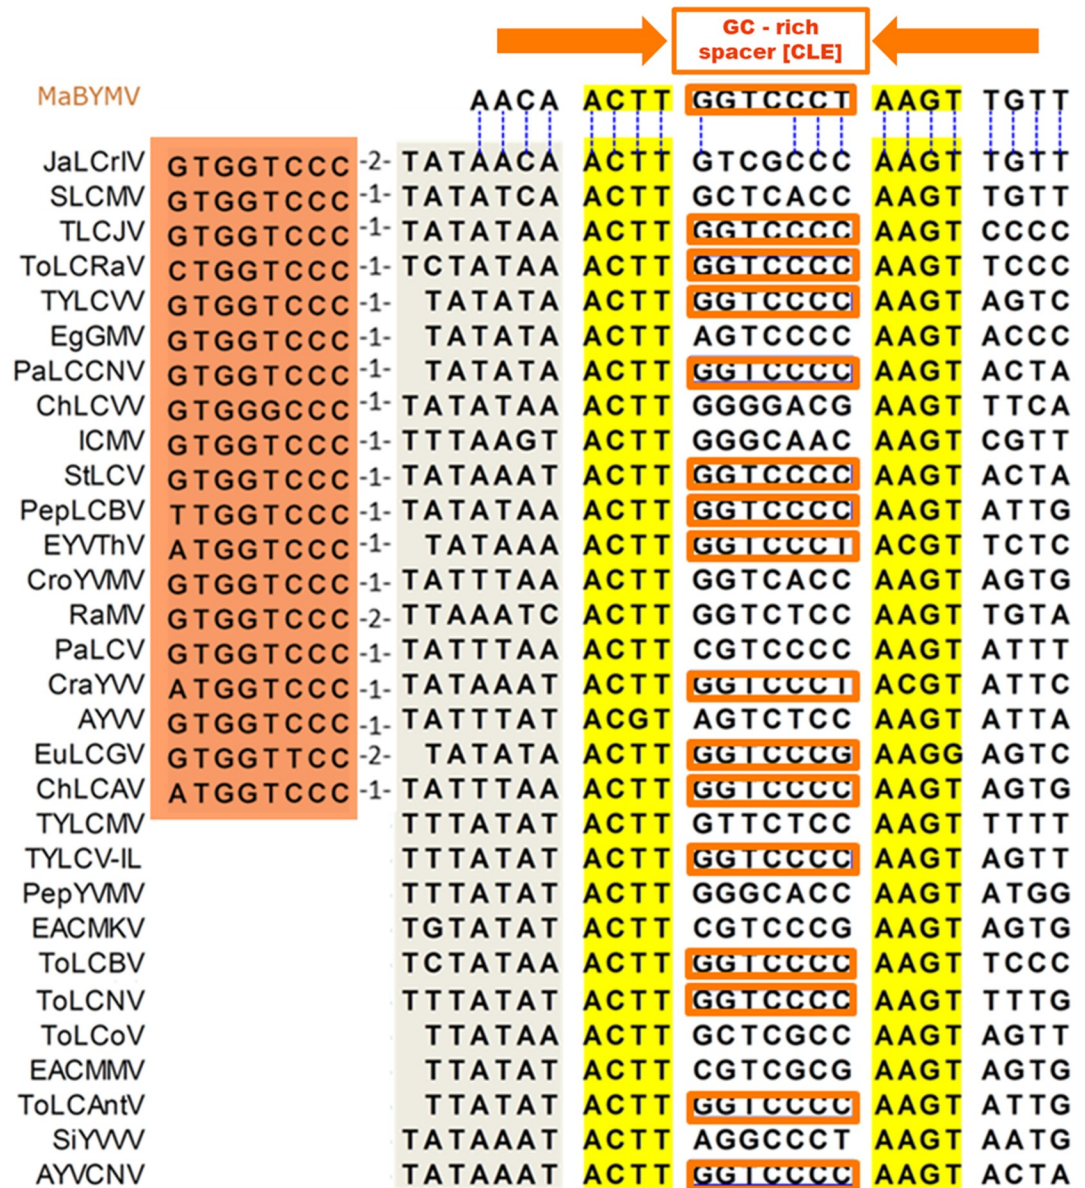 GC - rich
spacer [CLE]
MaBYMV AACA ACTT GGTCCCT AAGT TGTT
JaLCrIV GTGGTCCC -2- TATAACA ACTT GTCGCCC AAGT TGTT
SLCMV GTGGTCCC -1- TATATCA ACTT GCTCACC AAGT TGTT
TLCJV GTGGTCCC -1- TATATAA ACTT GGTCCCC AAGT CCCC
ToLCRaV CTGGTCCC -1- TCTATAA ACTT GGTCCCC AAGT TCCC
TYLCVV GTGGTCCC -1- TATATA ACTT GGTCCCC AAGT AGTC
EgGMV GTGGTCCC -1- TATATA ACTT AGTCCCC AAGT ACCC
PaLCCNV GTGGTCCC -1- TATATA ACTT GGTCCCC AAGT ACTA
ChLCVV GTGGGCCC -1- TATATAA ACTT GGGGACG AAGT TTCA
ICMV GTGGTCCC -1- TTTAAGT ACTT GGGCAAC AAGT CGTT
StLCV GTGGTCCC -1- TATAAAT ACTT GGTCCCC AAGT ACTA
PepLCBV TTGGTCCC -1- TATATAA ACTT GGTCCCC AAGT ATTG
EYVThV ATGGTCCC -1- TATAAA ACTT GGTCCCT ACGT TCTC
CroYVMV GTGGTCCC -1- TATTTAA ACTT GGTCACC AAGT AGTG
RaMV GTGGTCCC -2- TTAAATC ACTT GGTCTCC AAGT TGTA
PaLCV GTGGTCCC -1- TATTTAA ACTT CGTCCCC AAGT ATTT
CraYVV ATGGTCCC -1- TATAAAT ACTT GGTCCCT ACGT ATTC
AYVV GTGGTCCC -1- TATTTAT ACGT AGTCTCC AAGT ATTA
EuLCGV GTGGTTCC -2- TATATA ACTT GGTCCCG AAGG AGTC
ChLCAV ATGGTCCC -1- TATTTAA ACTT GGTCCCC AAGT AGTG
TYLCMV TTTATAT ACTT GTTCTCC AAGT TTTT
TYLCV-IL TTTATAT ACTT GGTCCCC AAGT AGTT
PepYVMV TTTATAT ACTT GGGCACC AAGT ATGG
EACMKV TGTATAT ACTT CGTCCCG AAGT AGTG
ToLCBV TCTATAA ACTT GGTCCCC AAGT TCCC
ToLCNV TTTATAT ACTT GGTCCCC AAGT TTTG
ToLCoV TTATAA ACTT GCTCGCC AAGT AGTT
EACMMV TTATAT ACTT CGTCGCG AAGT AGTG
ToLCAntV TTATAT ACTT GGTCCCC AAGT ATTG
SiYVVV TATAAAT ACTT AGGCCCT AAGT AATG
AYVCNV TATAAAT ACTT GGTCCCC AAGT ACTA